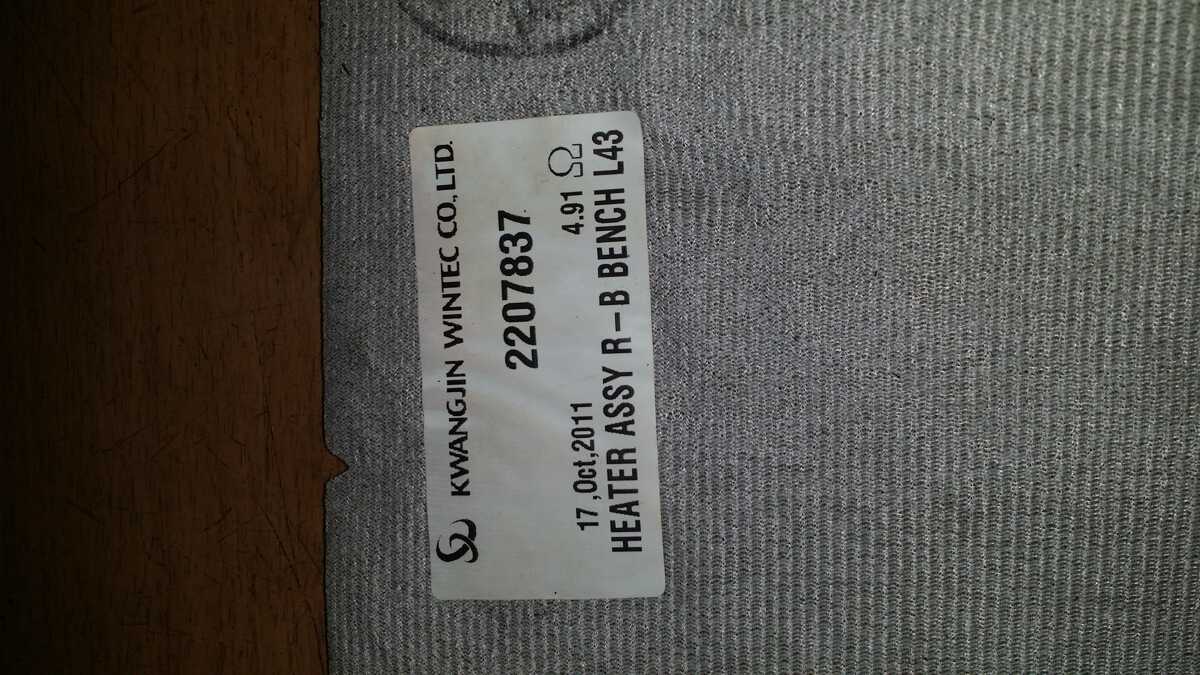 KWANGJIN WINTEC CO.,LTD.
2207837
17 ,Oct,2011 4.91 Ω
HEATER ASSY R-B BENCH L43